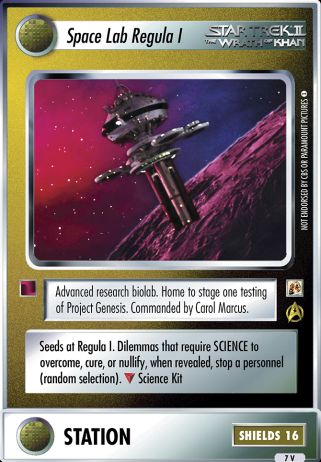 Space Lab Regula I
STAR TREK II
THE WRATH OF KHAN
NOT ENDORSED BY CBS OR PARAMOUNT PICTURES
Advanced research biolab. Home to stage one testing
of Project Genesis. Commanded by Carol Marcus.
Seeds at Regula I. Dilemmas that require SCIENCE to
overcome, cure, or nullify, when revealed, stop a personnel
(random selection). ▼ Science Kit
STATION
SHIELDS 16
7 V